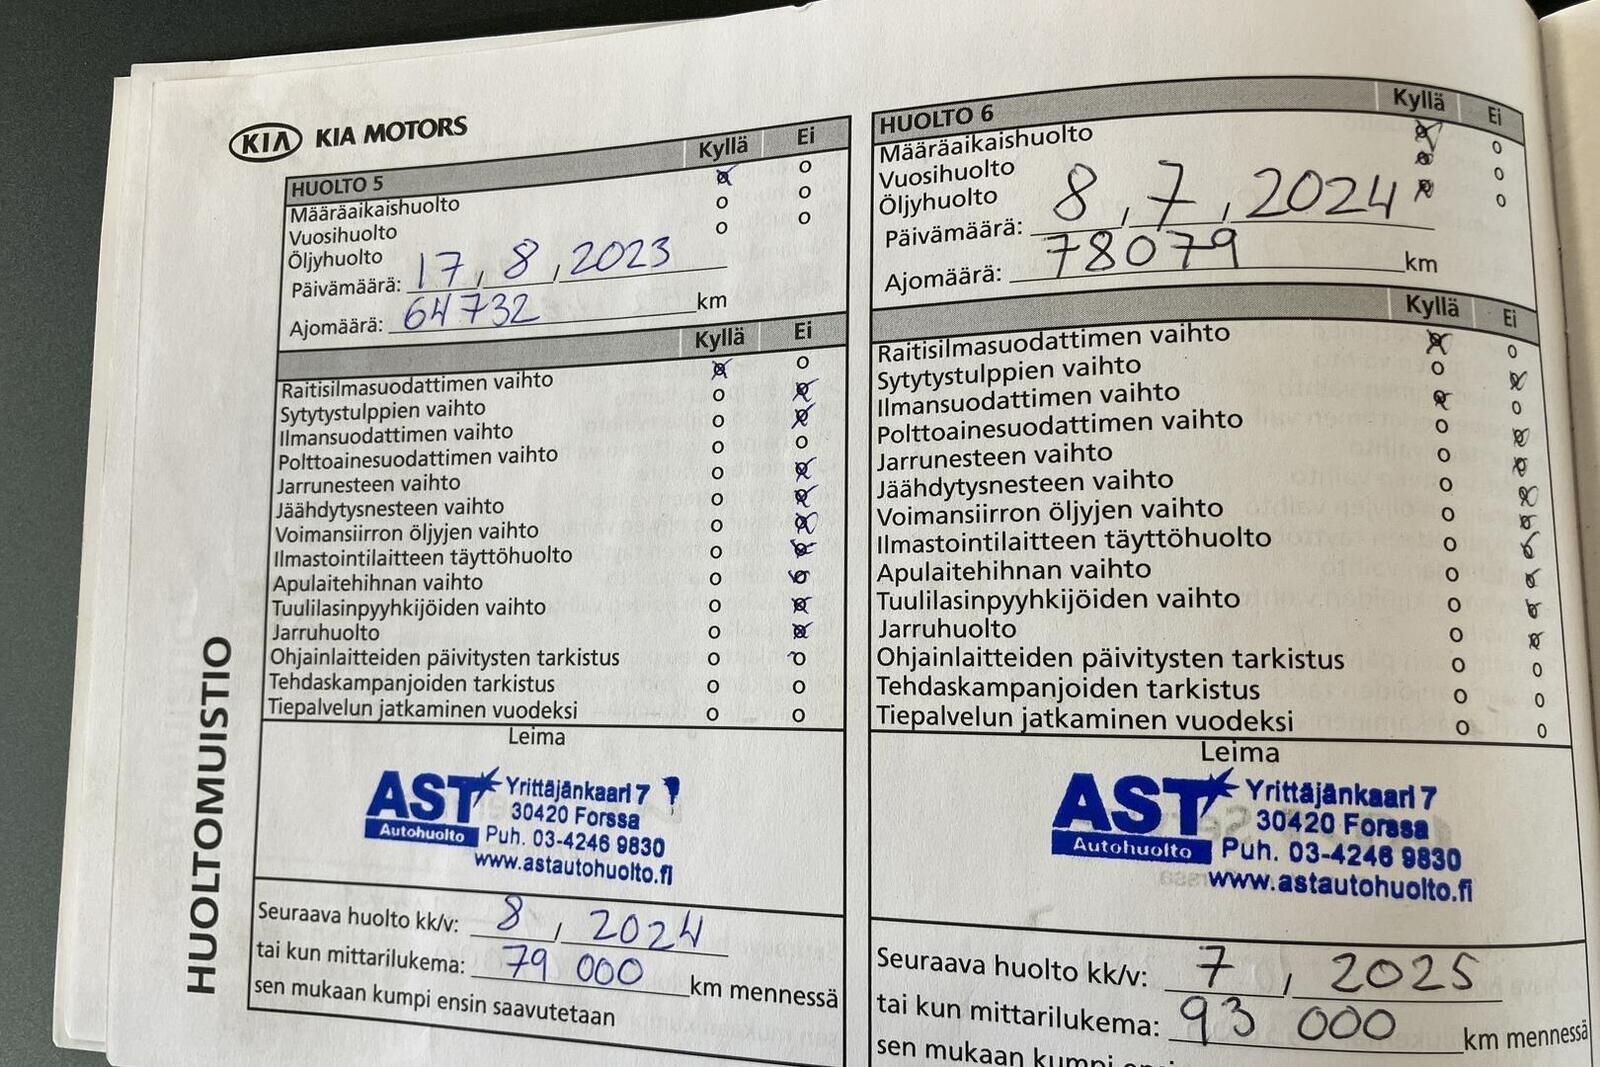 KIA KIA MOTORS
HUOLTOMUISTIO
HUOLTO 5 Kyllä Ei
Määräaikaishuolto
Vuosihuolto
Öljyhuolto
Päivämäärä: 17, 8, 2023
Ajomäärä: 64732 km
Kyllä Ei
Raitisilmasuodattimen vaihto
Sytytystulppien vaihto
Ilmansuodattimen vaihto
Polttoainesuodattimen vaihto
Jarrunesteen vaihto
Jäähdytysnesteen vaihto
Voimansiirron öljyjen vaihto
Ilmastointilaitteen täyttöhuolto
Apulaitehihnan vaihto
Tuulilasinpyyhkijöiden vaihto
Jarruhuolto
Ohjainlaitteiden päivitysten tarkistus
Tehdaskampanjoiden tarkistus
Tiepalvelun jatkaminen vuodeksi
Leima
AST Yrittäjänkaari 7
30420 Forssa
Autohuolto Puh. 03-4246 9830
www.astautohuolto.fi
Seuraava huolto kk/v: 8, 2024
tai kun mittarilukema: 79 000 km mennessä
sen mukaan kumpi ensin saavutetaan
HUOLTO 6 Kyllä Ei
Määräaikaishuolto
Vuosihuolto
Öljyhuolto
Päivämäärä: 8, 7, 2024
Ajomäärä: 78079 km
Kyllä Ei
Raitisilmasuodattimen vaihto
Sytytystulppien vaihto
Ilmansuodattimen vaihto
Polttoainesuodattimen vaihto
Jarrunesteen vaihto
Jäähdytysnesteen vaihto
Voimansiirron öljyjen vaihto
Ilmastointilaitteen täyttöhuolto
Apulaitehihnan vaihto
Tuulilasinpyyhkijöiden vaihto
Jarruhuolto
Ohjainlaitteiden päivitysten tarkistus
Tehdaskampanjoiden tarkistus
Tiepalvelun jatkaminen vuodeksi
Leima
AST Yrittäjänkaari 7
30420 Forssa
Autohuolto Puh. 03-4246 9830
www.astautohuolto.fi
Seuraava huolto kk/v: 7, 2025
tai kun mittarilukema: 93 000 km mennessä
sen mukaan kumpi